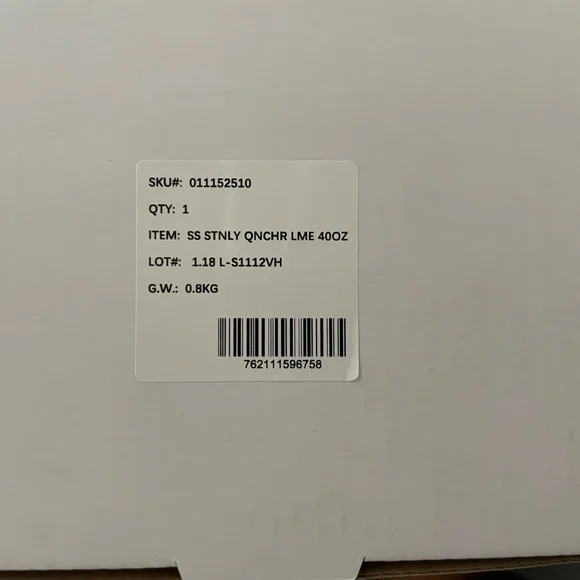 SKU#: 011152510
QTY: 1
ITEM: SS STNLY QNCHR LME 40OZ
LOT#: 1.18 L-S1112VH
G.W.: 0.8KG
762111596758